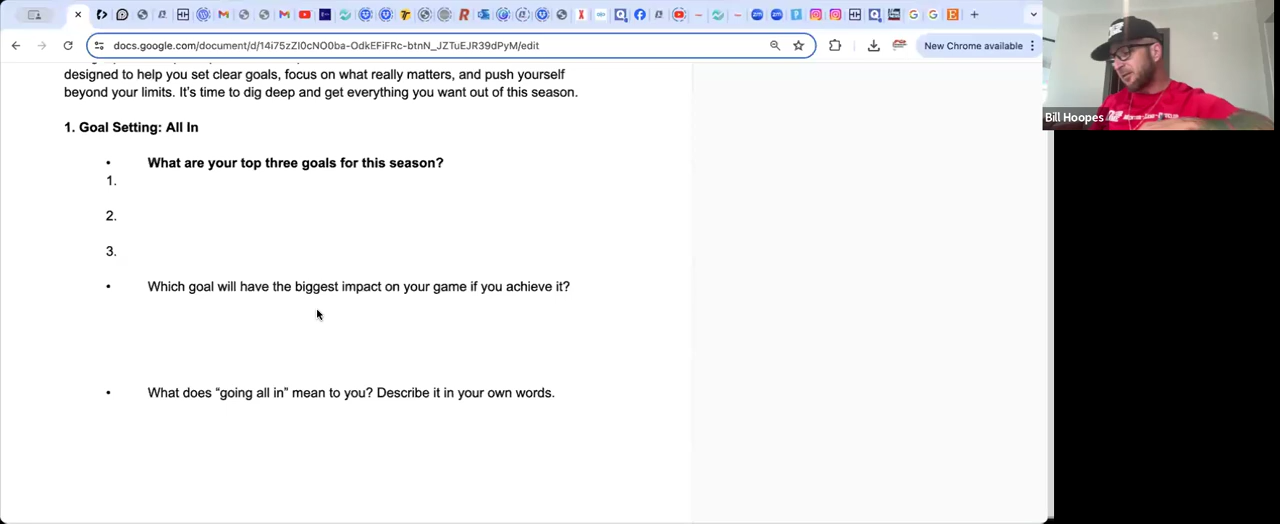 docs.google.com/document/d/14i75zZI0cNO0ba-OdkEFiFRc-btnN_JZTuEJR39dPyM/edit
New Chrome available
designed to help you set clear goals, focus on what really matters, and push yourself
beyond your limits. It’s time to dig deep and get everything you want out of this season.
1. Goal Setting: All In
• What are your top three goals for this season?
1.
2.
3.
• Which goal will have the biggest impact on your game if you achieve it?
• What does “going all in” mean to you? Describe it in your own words.
Bill Hoopes